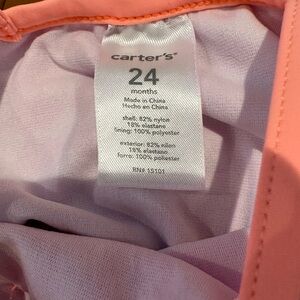 carter's
24
months
Made in China
Hecho en China
shell: 82% nylon
18% elastane
lining: 100% polyester
exterior: 82% nilon
18% elastano
forro: 100% polyester
RN# 15101